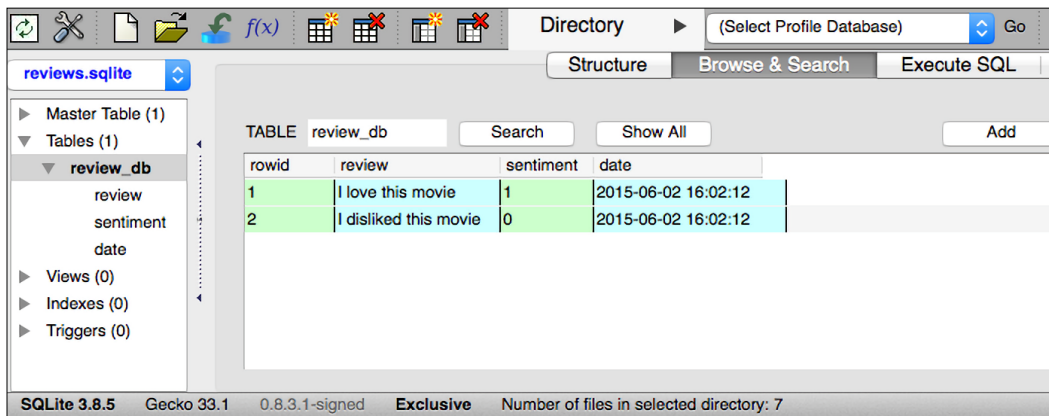 f(x) Directory (Select Profile Database) Go
reviews.sqlite Structure Browse & Search Execute SQL
Master Table (1)
Tables (1)
review_db
review
sentiment
date
Views (0)
Indexes (0)
Triggers (0)
TABLE review_db Search Show All Add
rowid review sentiment date
1 I love this movie 1 2015-06-02 16:02:12
2 I disliked this movie 0 2015-06-02 16:02:12
SQLite 3.8.5 Gecko 33.1 0.8.3.1-signed Exclusive Number of files in selected directory: 7